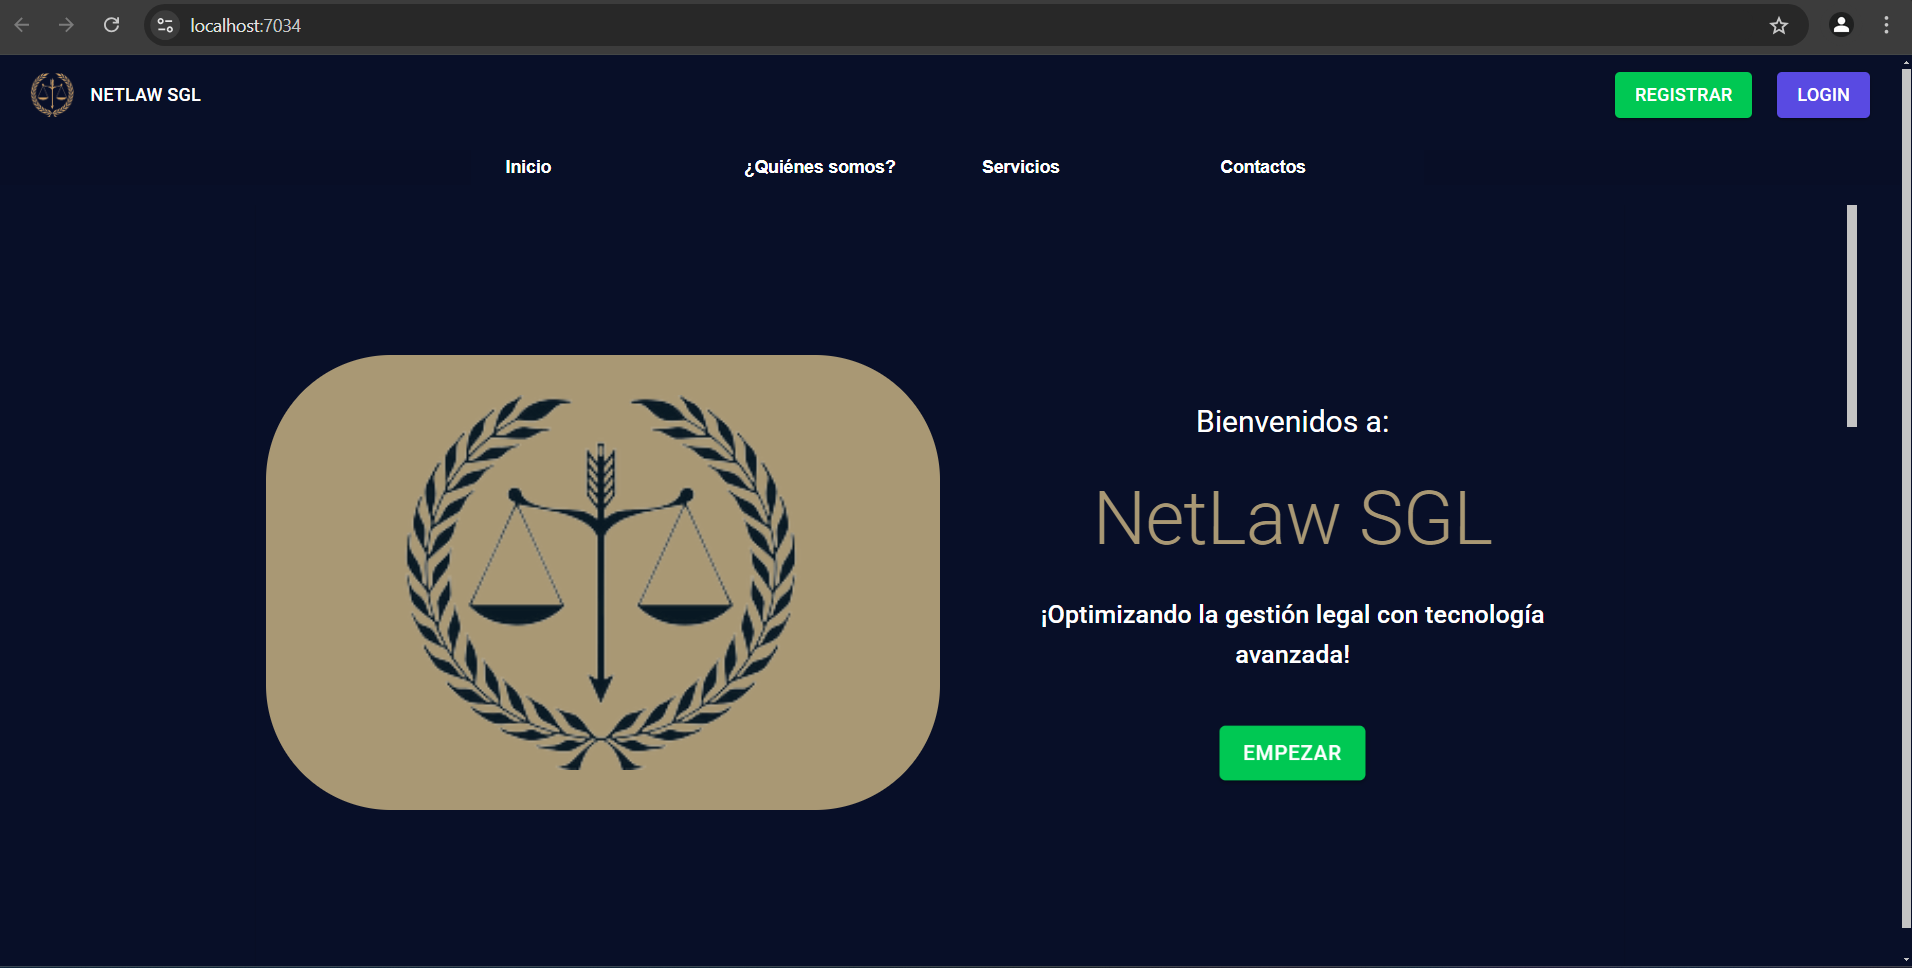 localhost:7034
NETLAW SGL
REGISTRAR
LOGIN
Inicio
¿Quiénes somos?
Servicios
Contactos
Bienvenidos a:
NetLaw SGL
¡Optimizando la gestión legal con tecnología
avanzada!
EMPEZAR